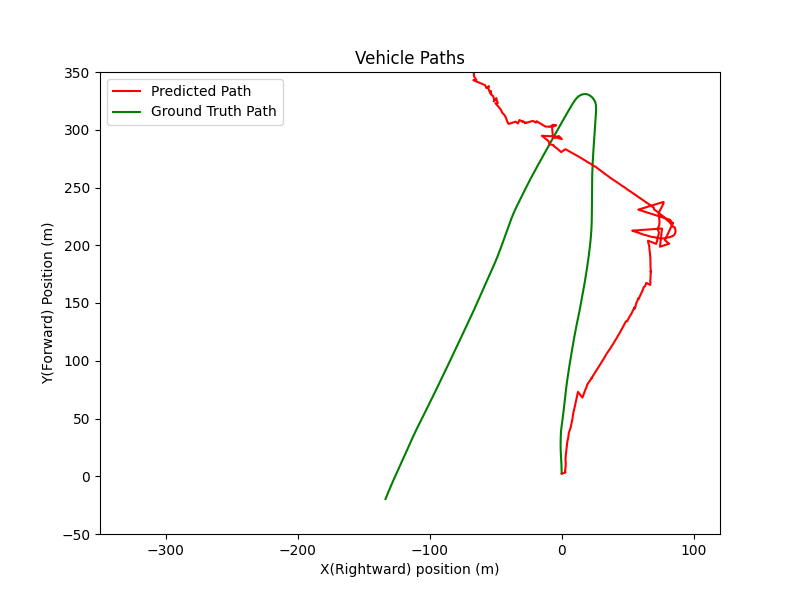 Vehicle Paths
Predicted Path
Ground Truth Path
350
300
250
200
150
100
50
0
−50
Y(Forward) Position (m)
−300
−200
−100
0
100
X(Rightward) position (m)